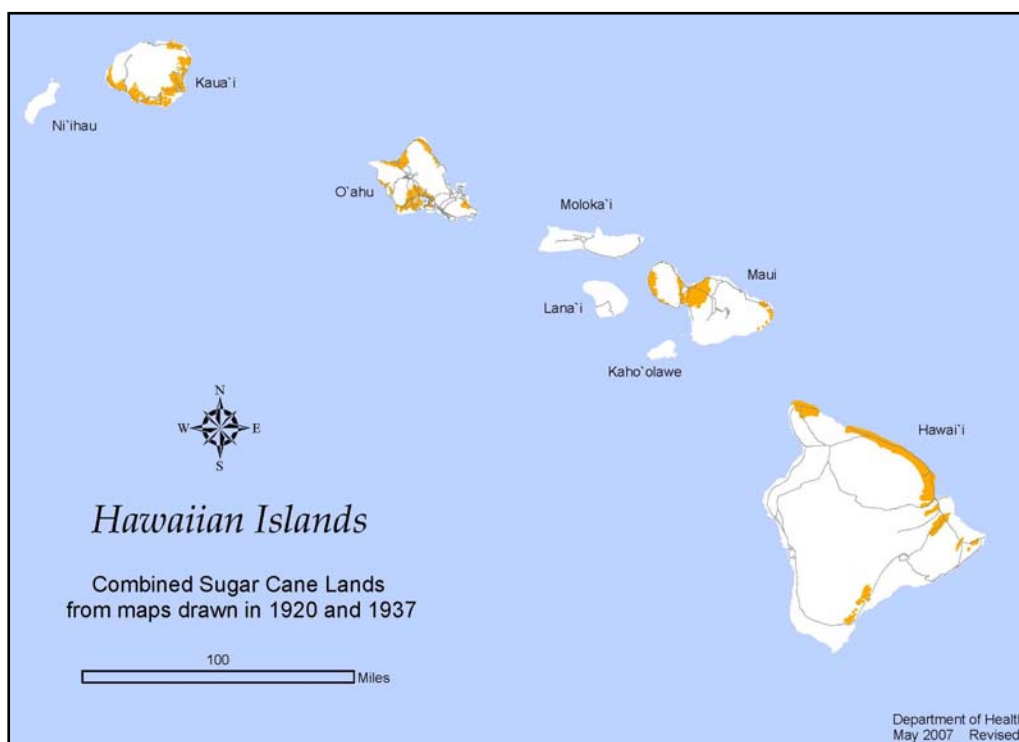 Kaua`i
Ni`ihau
O`ahu
Moloka`i
Maui
Lana`i
Kaho`olawe
Hawai`i
N
W E
S
Hawaiian Islands
Combined Sugar Cane Lands
from maps drawn in 1920 and 1937
100
Miles
Department of Health
May 2007 Revised